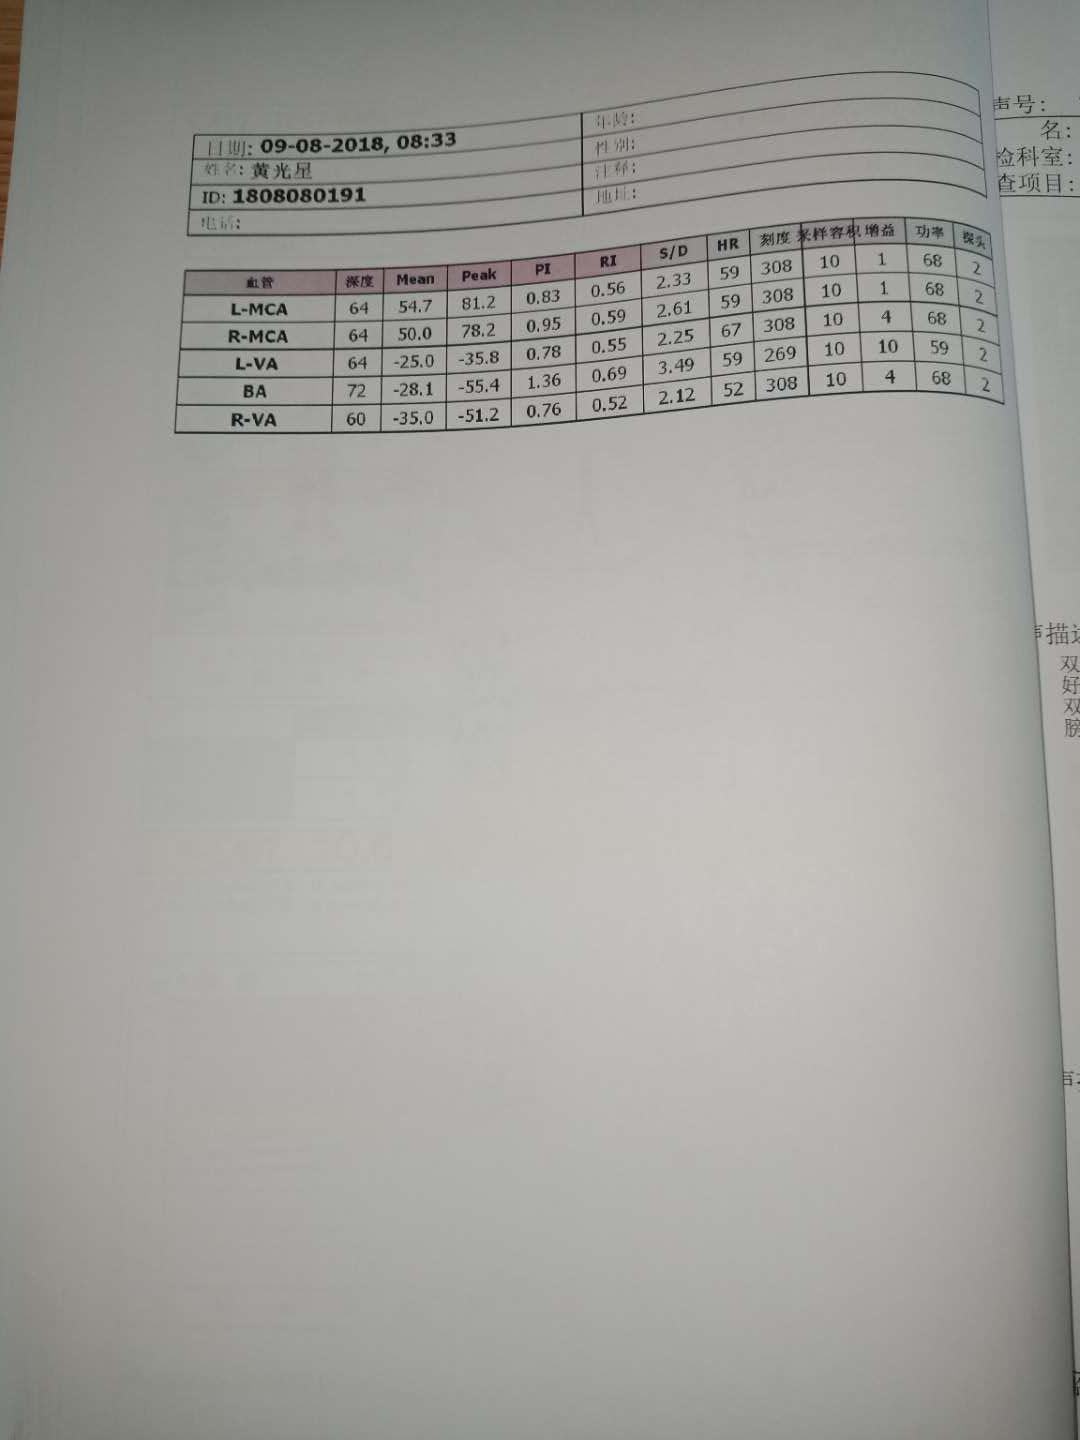 日期: 09-08-2018, 08:33
姓名: 黄光星
ID: 1808080191
电话:
年龄:
性别:
注释:
地址:
血管 深度 Mean Peak PI RI S/D HR 刻度 采样容积 增益 功率 探头
L-MCA 64 54.7 81.2 0.83 0.56 2.33 59 308 10 1 68 2
R-MCA 64 50.0 78.2 0.95 0.59 2.61 59 308 10 1 68 2
L-VA 64 -25.0 -35.8 0.78 0.55 2.25 67 308 10 4 68 2
BA 72 -28.1 -55.4 1.36 0.69 3.49 59 269 10 10 59 2
R-VA 60 -35.0 -51.2 0.76 0.52 2.12 52 308 10 4 68 2
声号:
名:
检科室:
查项目:
声描述
双
好
双
膀